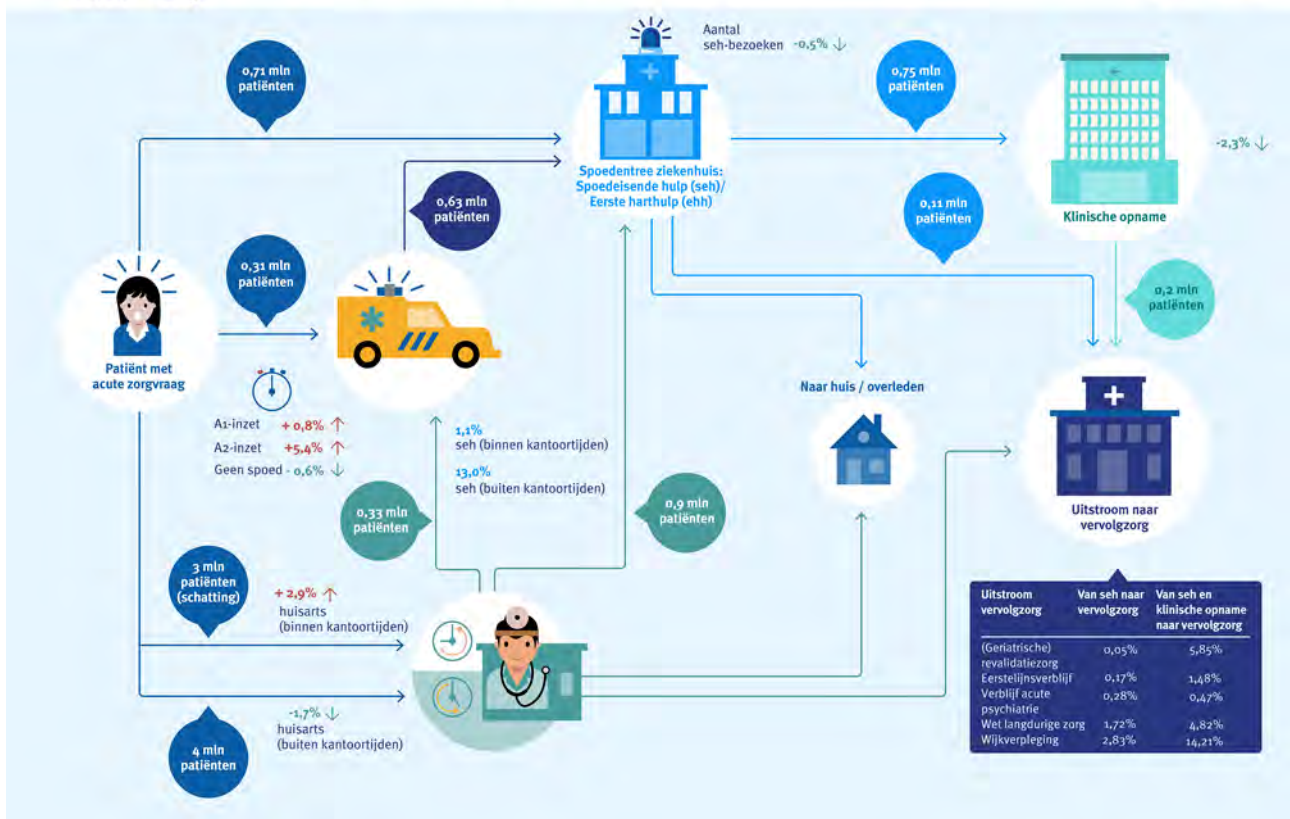 Aantal
seh-bezoeken -0,5% ↓
0,71 mln
patiënten
0,75 mln
patiënten
-2,3% ↓
Spoedentree ziekenhuis:
Spoedeisende hulp (seh)/
Eerste harthulp (ehh)
0,63 mln
patiënten
0,11 mln
patiënten
Klinische opname
0,31 mln
patiënten
0,2 mln
patiënten
Patiënt met
acute zorgvraag
Naar huis / overleden
A1-inzet + 0,8% ↑
A2-inzet +5,4% ↑
Geen spoed - 0,6% ↓
1,1%
seh (binnen kantoortijden)
13,0%
seh (buiten kantoortijden)
0,33 mln
patiënten
0,9 mln
patiënten
Uitstroom naar
vervolgzorg
3 mln
patiënten
(schatting)
+ 2,9% ↑
huisarts
(binnen kantoortijden)
-1,7% ↓
huisarts
(buiten kantoortijden)
4 mln
patiënten
Uitstroom Van seh naar Van seh en
vervolgzorg vervolgzorg klinische opname
naar vervolgzorg
(Geriatrische) 0,05% 5,85%
revalidatiezorg
Eerstelijnsverblijf 0,17% 1,48%
Verblijf acute 0,28% 0,47%
psychiatrie
Wet langdurige zorg 1,72% 4,82%
Wijkverpleging 2,83% 14,21%